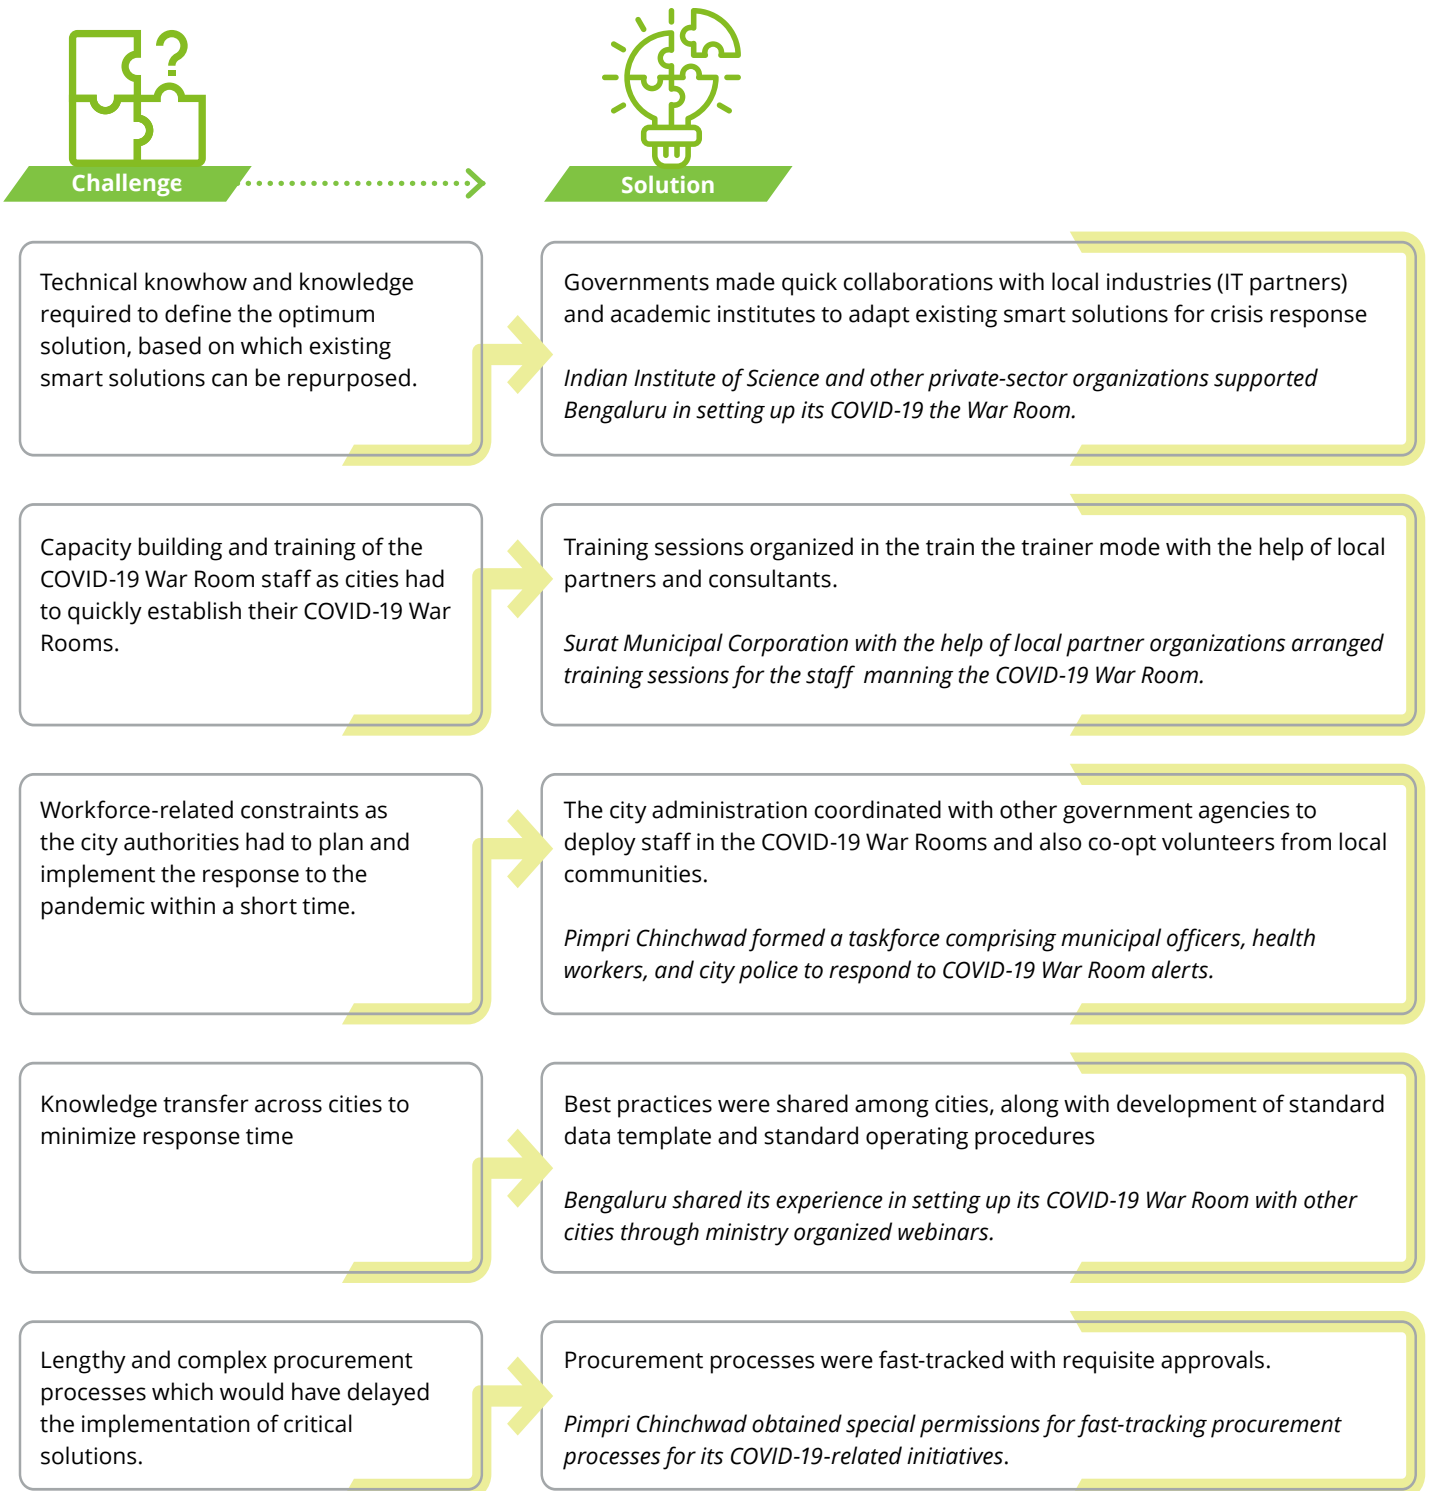 ?
Challenge
Solution
Technical knowhow and knowledge
required to define the optimum
solution, based on which existing
smart solutions can be repurposed.
Governments made quick collaborations with local industries (IT partners)
and academic institutes to adapt existing smart solutions for crisis response
Indian Institute of Science and other private-sector organizations supported
Bengaluru in setting up its COVID-19 the War Room.
Capacity building and training of the
COVID-19 War Room staff as cities had
to quickly establish their COVID-19 War
Rooms.
Training sessions organized in the train the trainer mode with the help of local
partners and consultants.
Surat Municipal Corporation with the help of local partner organizations arranged
training sessions for the staff manning the COVID-19 War Room.
Workforce-related constraints as
the city authorities had to plan and
implement the response to the
pandemic within a short time.
The city administration coordinated with other government agencies to
deploy staff in the COVID-19 War Rooms and also co-opt volunteers from local
communities.
Pimpri Chinchwad formed a taskforce comprising municipal officers, health
workers, and city police to respond to COVID-19 War Room alerts.
Knowledge transfer across cities to
minimize response time
Best practices were shared among cities, along with development of standard
data template and standard operating procedures
Bengaluru shared its experience in setting up its COVID-19 War Room with other
cities through ministry organized webinars.
Lengthy and complex procurement
processes which would have delayed
the implementation of critical
solutions.
Procurement processes were fast-tracked with requisite approvals.
Pimpri Chinchwad obtained special permissions for fast-tracking procurement
processes for its COVID-19-related initiatives.